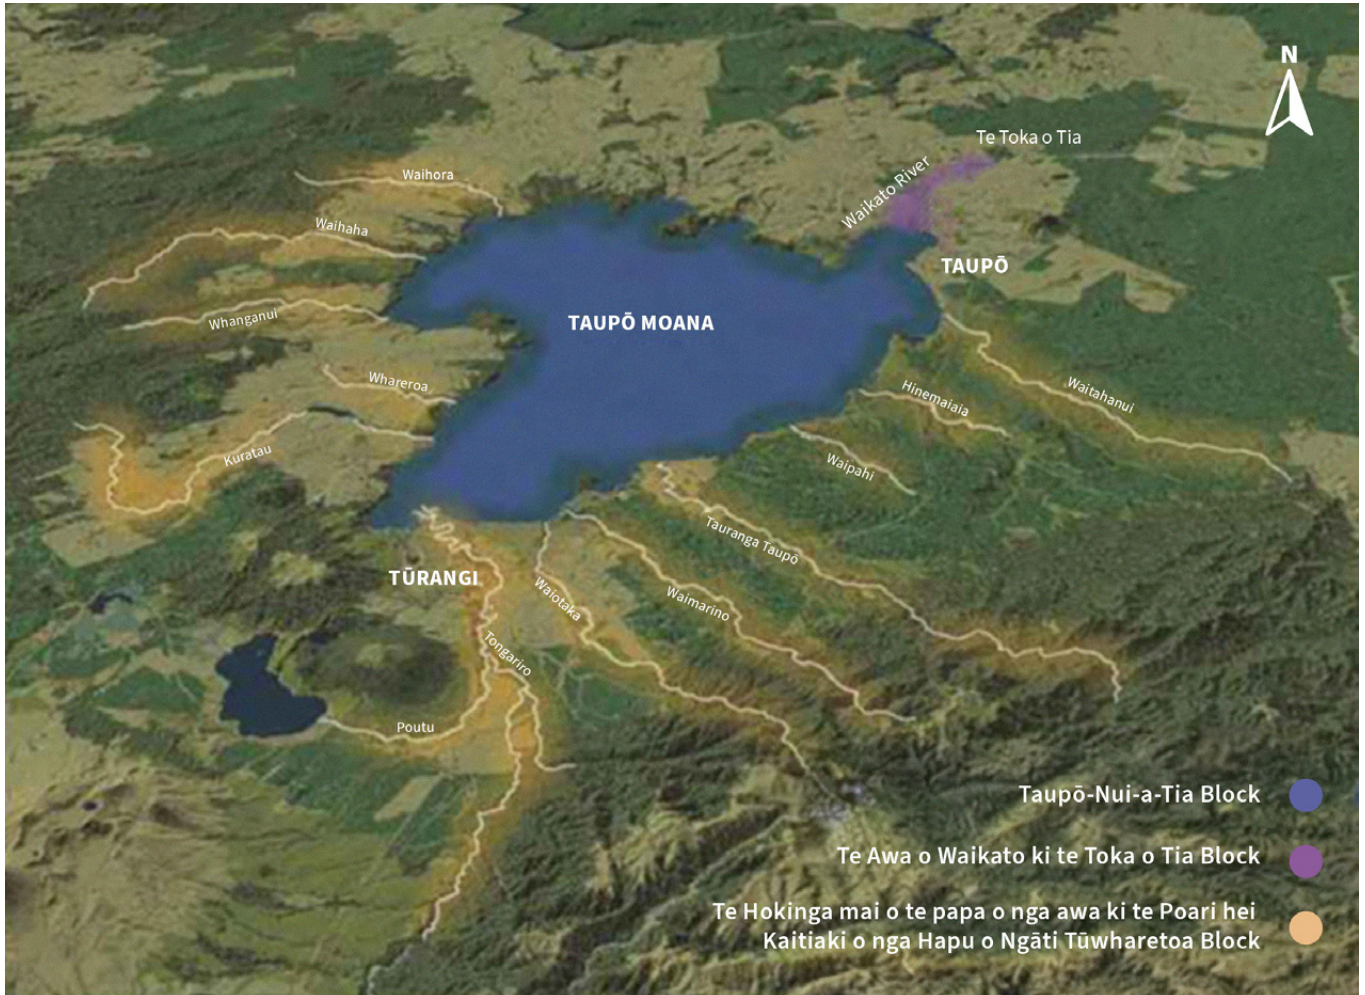 N
Te Toka o Tia
Waikato River
Waihora
Waihaha
TAUPŌ
Whanganui
TAUPŌ MOANA
Whareroa
Hinemaiaia
Waitahanui
Kuratau
Waipahi
Tauranga Taupō
TŪRANGI
Waiotaka
Waimarino
Tongariro
Poutu
Taupō-Nui-a-Tia Block
Te Awa o Waikato ki te Toka o Tia Block
Te Hokinga mai o te papa o nga awa ki te Poari hei
Kaitiaki o nga Hapu o Ngāti Tūwharetoa Block